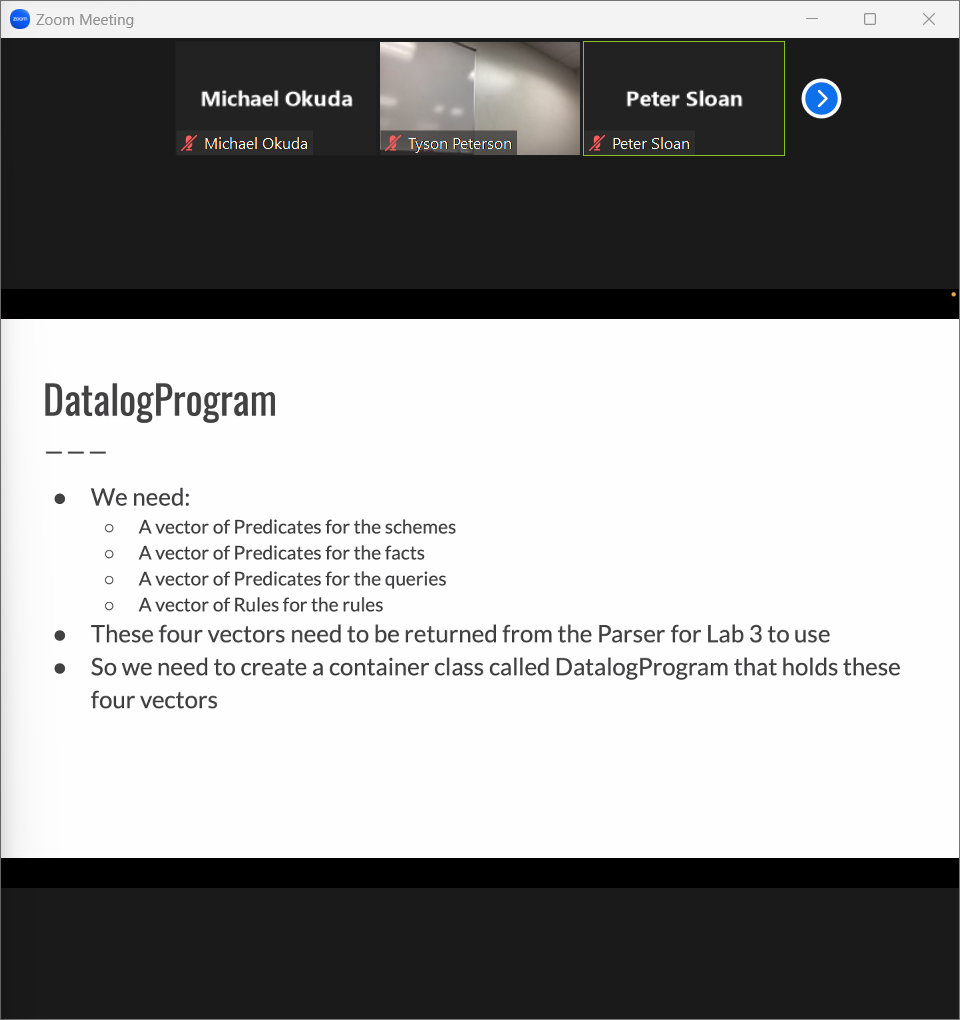 zoom Zoom Meeting
Michael Okuda
Peter Sloan
Michael Okuda
Tyson Peterson
Peter Sloan
DatalogProgram
● We need:
○ A vector of Predicates for the schemes
○ A vector of Predicates for the facts
○ A vector of Predicates for the queries
○ A vector of Rules for the rules
● These four vectors need to be returned from the Parser for Lab 3 to use
● So we need to create a container class called DatalogProgram that holds these
four vectors